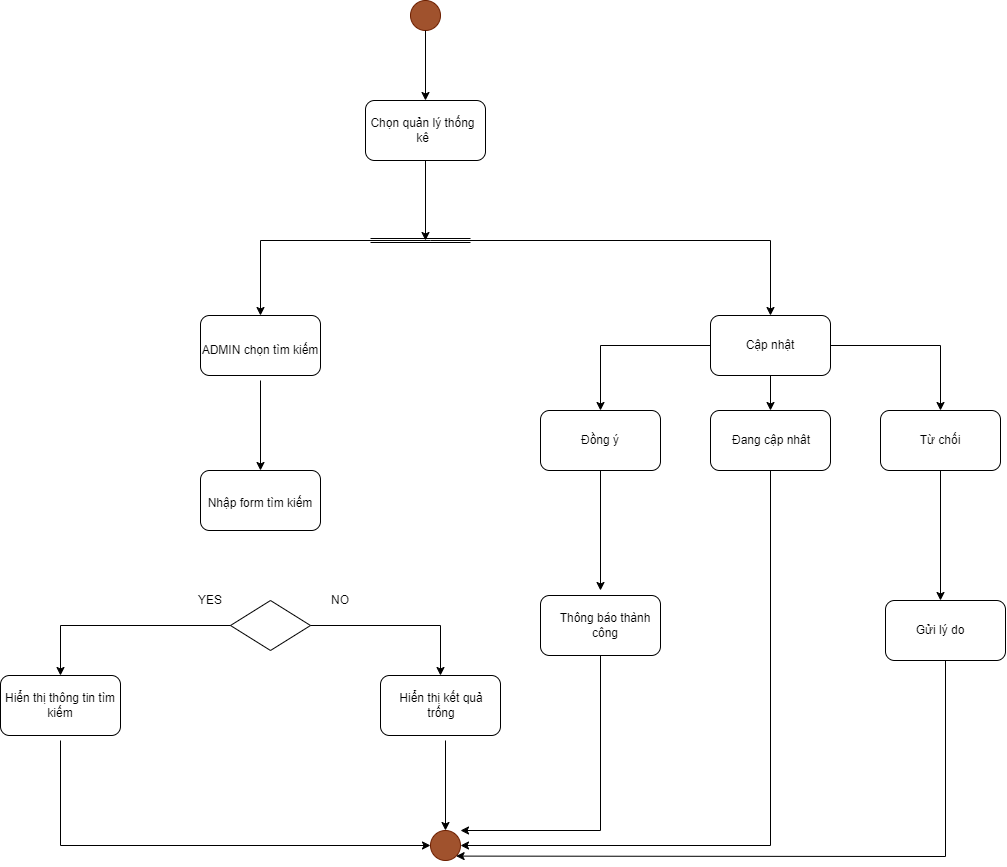 Chọn quản lý thống
kê
ADMIN chọn tìm kiếm
Cập nhật
Đồng ý
Đang cập nhât
Từ chối
Nhập form tìm kiếm
YES
NO
Thông báo thành
công
Gửi lý do
Hiển thị thông tin tìm
kiếm
Hiển thị kết quả
trống